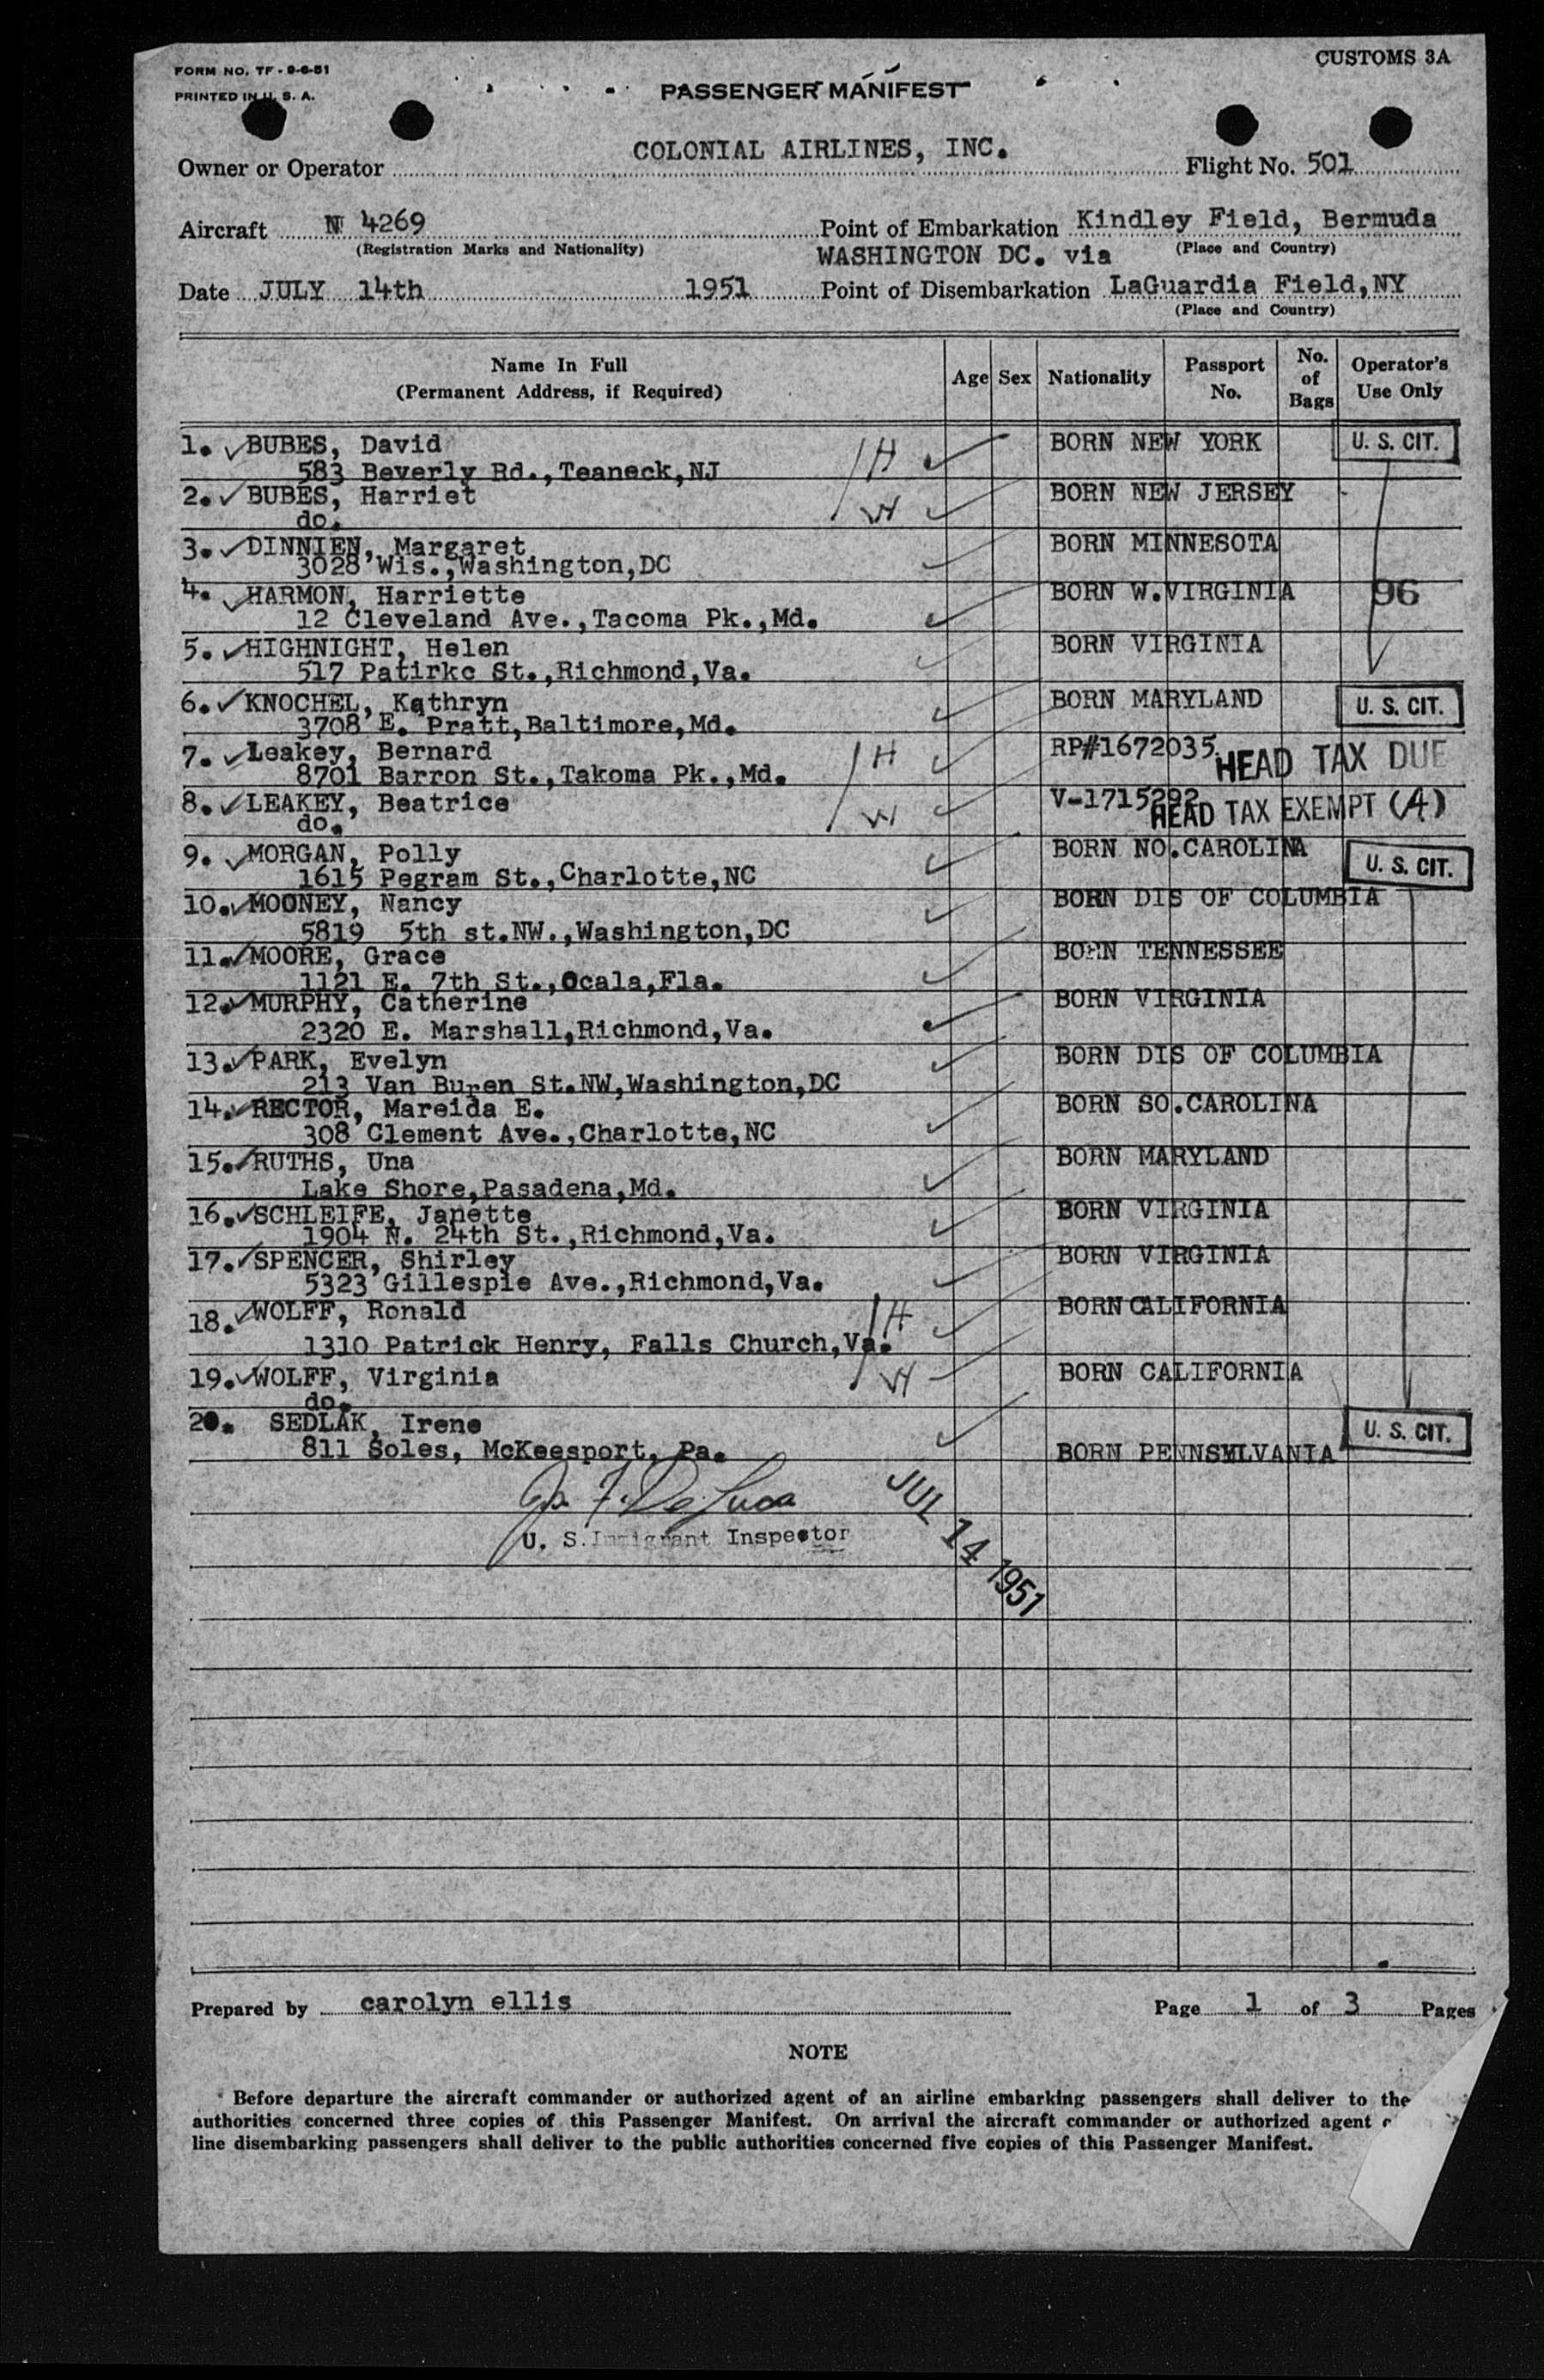 FORM NO. TF - 9-6-51
PRINTED IN U. S. A.
CUSTOMS 3A
PASSENGER MANIFEST
Owner or Operator COLONIAL AIRLINES, INC. Flight No. 501
Aircraft N 4269 Point of Embarkation Kindley Field, Bermuda
(Registration Marks and Nationality) (Place and Country)
WASHINGTON DC. via
Date JULY 14th 1951 Point of Disembarkation LaGuardia Field,NY
(Place and Country)
Name In Full (Permanent Address, if Required) Age Sex Nationality Passport No. No. of Bags Operator's Use Only
1. BUBES, David H BORN NEW YORK U. S. CIT.
583 Beverly Rd.,Teaneck,NJ
2. BUBES, Harriet W BORN NEW JERSEY
do.
3. DINNIEN, Margaret BORN MINNESOTA
3028 Wis.,Washington,DC
4. HARMON, Harriette BORN W.VIRGINIA 96
12 Cleveland Ave.,Tacoma Pk.,Md.
5. HIGHNIGHT, Helen BORN VIRGINIA
517 Patirkc St.,Richmond,Va.
6. KNOCHEL, Kathryn BORN MARYLAND U. S. CIT.
3708 E. Pratt,Baltimore,Md.
7. Leakey, Bernard H RP#1672035 HEAD TAX DUE
8701 Barron St.,Takoma Pk.,Md.
8. LEAKEY, Beatrice W V-1715292 HEAD TAX EXEMPT (A)
do.
9. MORGAN, Polly BORN NO.CAROLINA U. S. CIT.
1615 Pegram St.,Charlotte,NC
10. MOONEY, Nancy BORN DIS OF COLUMBIA
5819 5th st.NW.,Washington,DC
11. MOORE, Grace BORN TENNESSEE
1121 E. 7th St.,Ocala,Fla.
12. MURPHY, Catherine BORN VIRGINIA
2320 E. Marshall,Richmond,Va.
13. PARK, Evelyn BORN DIS OF COLUMBIA
213 Van Buren St.NW,Washington,DC
14. RECTOR, Mareida E. BORN SO.CAROLINA
308 Clement Ave.,Charlotte,NC
15. RUTHS, Una BORN MARYLAND
Lake Shore,Pasadena,Md.
16. SCHLEIFE, Janette BORN VIRGINIA
1904 N. 24th St.,Richmond,Va.
17. SPENCER, Shirley BORN VIRGINIA
5323 Gillespie Ave.,Richmond,Va.
18. WOLFF, Ronald H BORN CALIFORNIA
1310 Patrick Henry, Falls Church,Va.
19. WOLFF, Virginia W BORN CALIFORNIA
do.
20. SEDLAK, Irene U. S. CIT.
811 Soles, McKeesport, Pa. BORN PENNSYLVANIA
Jas. F. De Luca
U. S. Immigrant Inspector
JUL 14 1951
Prepared by carolyn ellis Page 1 of 3 Pages
NOTE
Before departure the aircraft commander or authorized agent of an airline embarking passengers shall deliver to the
authorities concerned three copies of this Passenger Manifest. On arrival the aircraft commander or authorized agent
line disembarking passengers shall deliver to the public authorities concerned five copies of this Passenger Manifest.